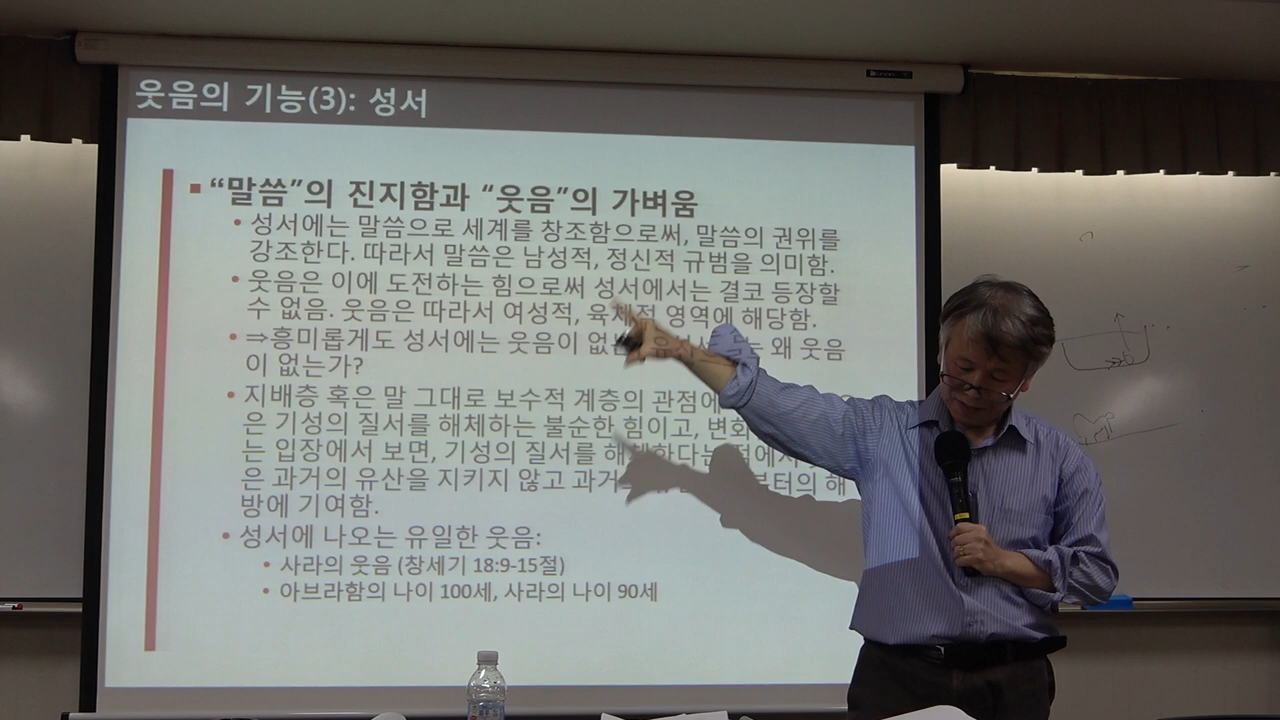 웃음의 기능(3): 성서
▪ “말씀”의 진지함과 “웃음”의 가벼움
• 성서에는 말씀으로 세계를 창조함으로써, 말씀의 권위를
강조한다. 따라서 말씀은 남성적, 정신적 규범을 의미함.
• 웃음은 이에 도전하는 힘으로써 성서에서는 결코 등장할
수 없음. 웃음은 따라서 여성적, 육체적 영역에 해당함.
• ⇒흥미롭게도 성서에는 웃음이 왜 웃음
이 없는가?
• 지배층 혹은 말 그대로 보수적 계층의 관점에
은 기성의 질서를 해체하는 불순한 힘이고,
는 입장에서 보면, 기성의 질서를
은 과거의 유산을 지키지 않고 해
방에 기여함.
• 성서에 나오는 유일한 웃음:
• 사라의 웃음 (창세기 18:9-15절)
• 아브라함의 나이 100세, 사라의 나이 90세